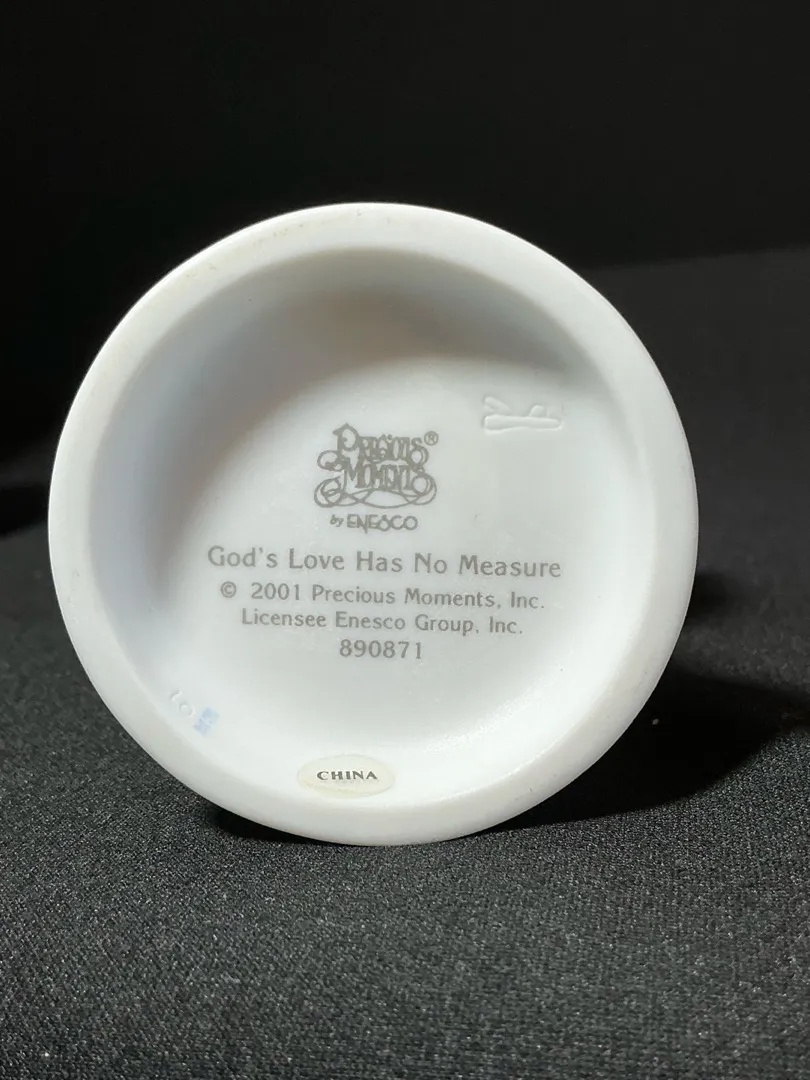 PRECIOUS®
MOMENTS
by ENESCO
God's Love Has No Measure
© 2001 Precious Moments, Inc.
Licensee Enesco Group, Inc.
890871
CHINA